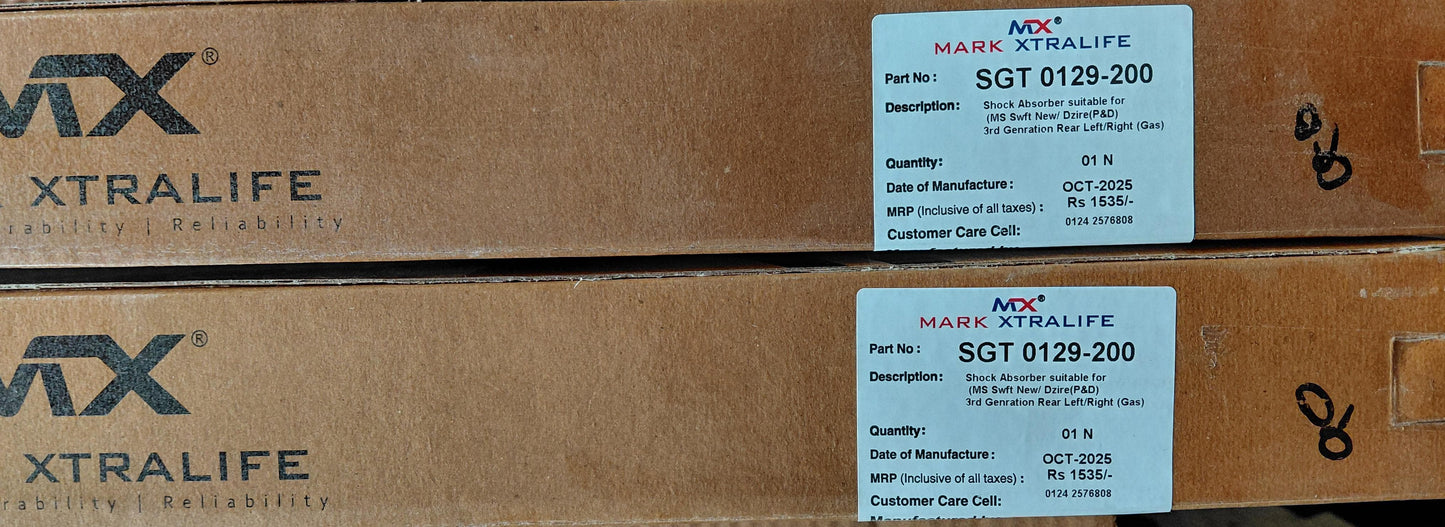 MX®
XTRALIFE
rability | Reliability
MX®
MARK XTRALIFE
Part No : SGT 0129-200
Description: Shock Absorber suitable for
(MS Swft New/ Dzire(P&D)
3rd Genration Rear Left/Right (Gas)
Quantity: 01 N
Date of Manufacture: OCT-2025
MRP (Inclusive of all taxes) : Rs 1535/-
Customer Care Cell: 0124 2576808
MX®
XTRALIFE
rability | Reliability
MX®
MARK XTRALIFE
Part No : SGT 0129-200
Description: Shock Absorber suitable for
(MS Swft New/ Dzire(P&D)
3rd Genration Rear Left/Right (Gas)
Quantity: 01 N
Date of Manufacture: OCT-2025
MRP (Inclusive of all taxes) : Rs 1535/-
Customer Care Cell: 0124 2576808